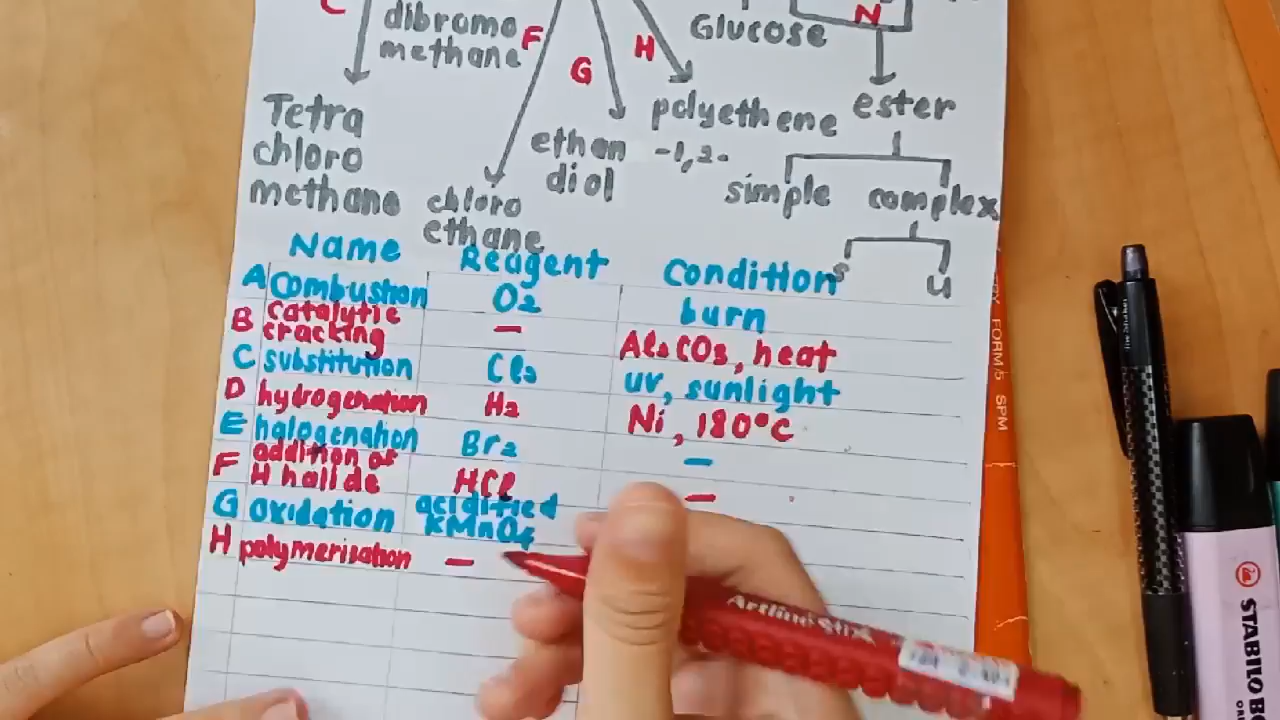 C
dibromo
methane
F
G
H
Glucose
N
Tetra
chloro
methane
chloro
ethane
ethan
-1,2-
diol
polyethene
ester
simple
complex
s
u
Name Reagent Condition
A Combustion O2 burn
B catalytic
cracking — Al2CO3, heat
C substitution Cl2 uv, sunlight
D hydrogenation H2 Ni, 180°C
E halogenation Br2 —
F addition of
H halide HCl —
G oxidation acidified
KMnO4
H polymerisation —
Artline stix
FORM/5 SPM
STABILO BO